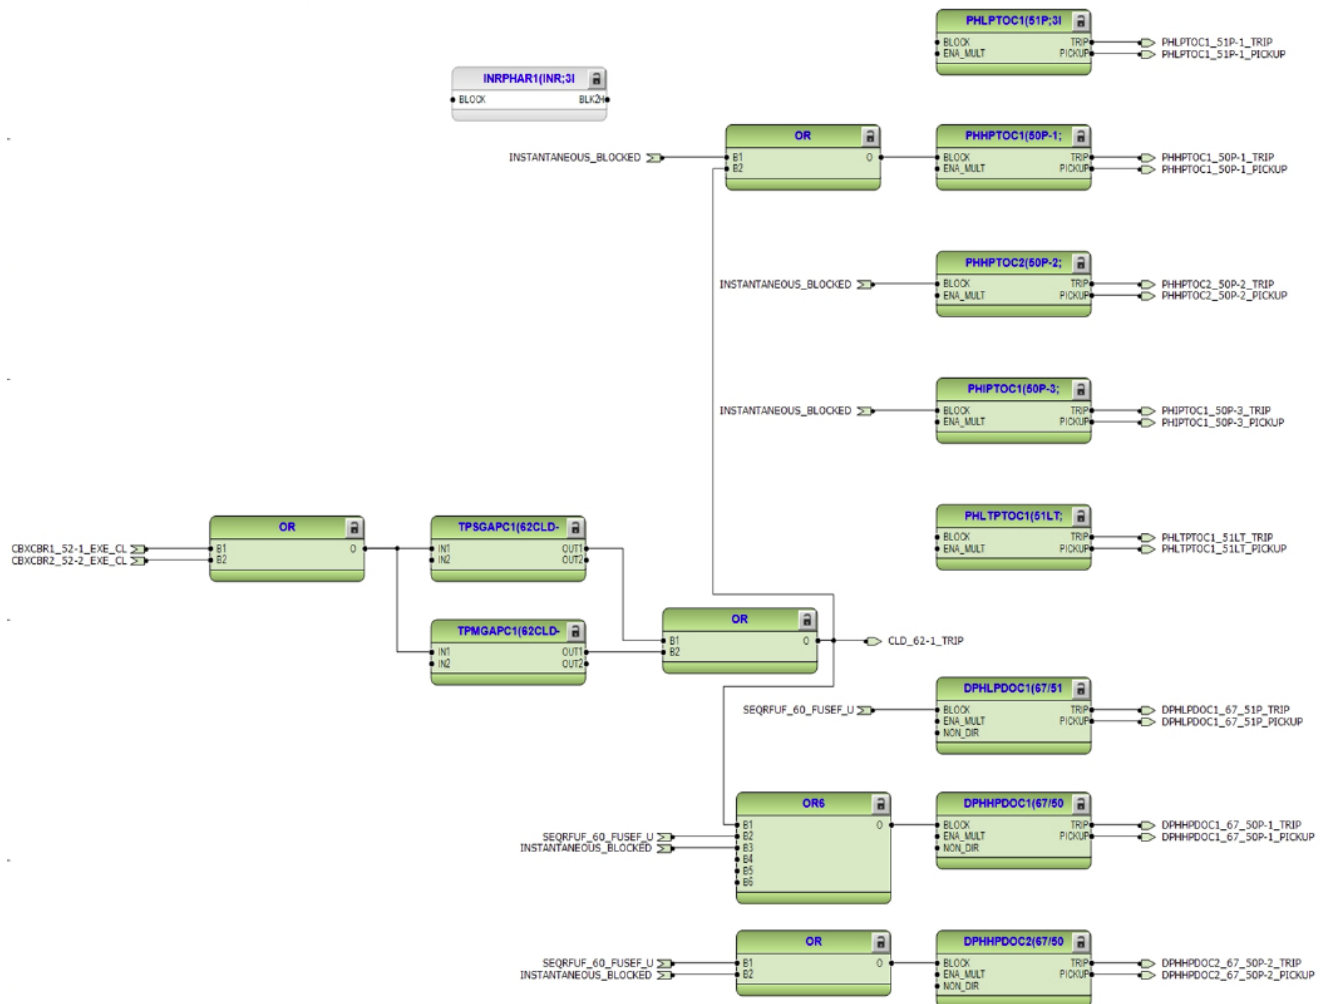 PHLPTOC1(51P;3I
BLOCK TRIP
ENA_MULT PICKUP
PHLPTOC1_51P-1_TRIP
PHLPTOC1_51P-1_PICKUP
INRPHAR1(INR;3I
BLOCK BLK2H
INSTANTANEOUS_BLOCKED
OR
B1 O
B2
PHHPTOC1(50P-1;
BLOCK TRIP
ENA_MULT PICKUP
PHHPTOC1_50P-1_TRIP
PHHPTOC1_50P-1_PICKUP
INSTANTANEOUS_BLOCKED
PHHPTOC2(50P-2;
BLOCK TRIP
ENA_MULT PICKUP
PHHPTOC2_50P-2_TRIP
PHHPTOC2_50P-2_PICKUP
INSTANTANEOUS_BLOCKED
PHIPTOC1(50P-3;
BLOCK TRIP
ENA_MULT PICKUP
PHIPTOC1_50P-3_TRIP
PHIPTOC1_50P-3_PICKUP
CBXCBR1_52-1_EXE_CL
CBXCBR2_52-2_EXE_CL
OR
B1 O
B2
TPSGAPC1(62CLD-
IN1 OUT1
IN2 OUT2
PHLTPTOC1(51LT;
BLOCK TRIP
ENA_MULT PICKUP
PHLTPTOC1_51LT_TRIP
PHLTPTOC1_51LT_PICKUP
TPMGAPC1(62CLD-
IN1 OUT1
IN2 OUT2
OR
B1 O
B2
CLD_62-1_TRIP
SEQRFUF_60_FUSEF_U
DPHLPDOC1(67/51
BLOCK TRIP
ENA_MULT PICKUP
NON_DIR
DPHLPDOC1_67_51P_TRIP
DPHLPDOC1_67_51P_PICKUP
SEQRFUF_60_FUSEF_U
INSTANTANEOUS_BLOCKED
OR6
B1 O
B2
B3
B4
B5
B6
DPHHPDOC1(67/50
BLOCK TRIP
ENA_MULT PICKUP
NON_DIR
DPHHPDOC1_67_50P-1_TRIP
DPHHPDOC1_67_50P-1_PICKUP
SEQRFUF_60_FUSEF_U
INSTANTANEOUS_BLOCKED
OR
B1 O
B2
DPHHPDOC2(67/50
BLOCK TRIP
ENA_MULT PICKUP
NON_DIR
DPHHPDOC2_67_50P-2_TRIP
DPHHPDOC2_67_50P-2_PICKUP